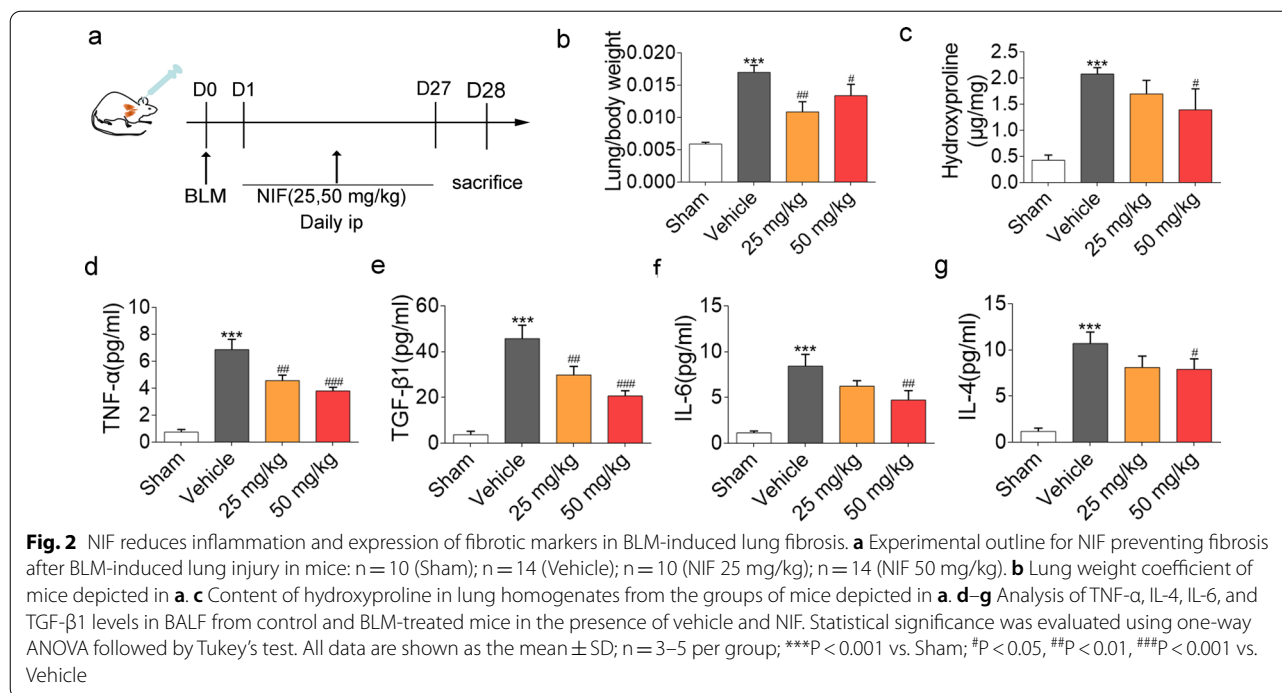 a
D0 D1 D27 D28
BLM
NIF(25,50 mg/kg)
Daily ip
sacrifice
b
Lung/body weight
0.020
0.015
0.010
0.005
0.000
***
##
#
Sham
Vehicle
25 mg/kg
50 mg/kg
c
Hydroxyproline
(μg/mg)
2.5
2.0
1.5
1.0
0.5
0.0
***
#
Sham
Vehicle
25 mg/kg
50 mg/kg
d
TNF-α(pg/ml)
10
8
6
4
2
0
***
##
###
Sham
Vehicle
25 mg/kg
50 mg/kg
e
TGF-β1(pg/ml)
60
40
20
0
***
##
###
Sham
Vehicle
25 mg/kg
50 mg/kg
f
IL-6(pg/ml)
15
10
5
0
***
##
Sham
Vehicle
25 mg/kg
50 mg/kg
g
IL-4(pg/ml)
15
10
5
0
***
#
Sham
Vehicle
25 mg/kg
50 mg/kg
Fig. 2 NIF reduces inflammation and expression of fibrotic markers in BLM-induced lung fibrosis. a Experimental outline for NIF preventing fibrosis
after BLM-induced lung injury in mice: n = 10 (Sham); n = 14 (Vehicle); n = 10 (NIF 25 mg/kg); n = 14 (NIF 50 mg/kg). b Lung weight coefficient of
mice depicted in a. c Content of hydroxyproline in lung homogenates from the groups of mice depicted in a. d–g Analysis of TNF-α, IL-4, IL-6, and
TGF-β1 levels in BALF from control and BLM-treated mice in the presence of vehicle and NIF. Statistical significance was evaluated using one-way
ANOVA followed by Tukey's test. All data are shown as the mean ± SD; n = 3–5 per group; ***P < 0.001 vs. Sham; #P < 0.05, ##P < 0.01, ###P < 0.001 vs.
Vehicle